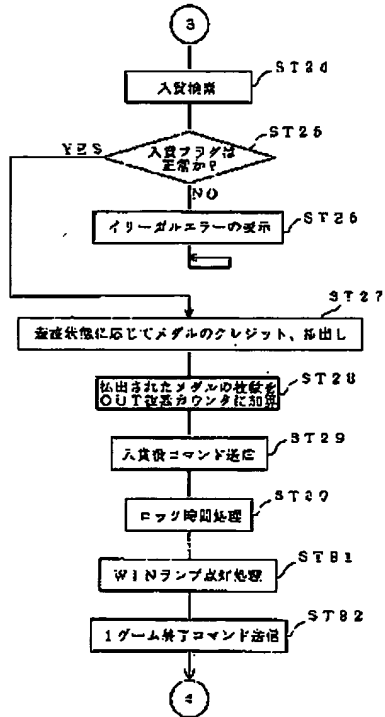 3
ST24
入賞検索
ST25
YES
入賞フラグは
正常か?
NO
ST26
イリーガルエラーの表示
ST27
遊技状態に応じてメダルのクレジット、払出し
ST28
払出されたメダルの枚数を
OUT枚数カウンタに加算
ST29
入賞後コマンド送信
ST30
ロック時間処理
ST31
WINランプ点灯処理
ST32
1ゲーム終了コマンド送信
4